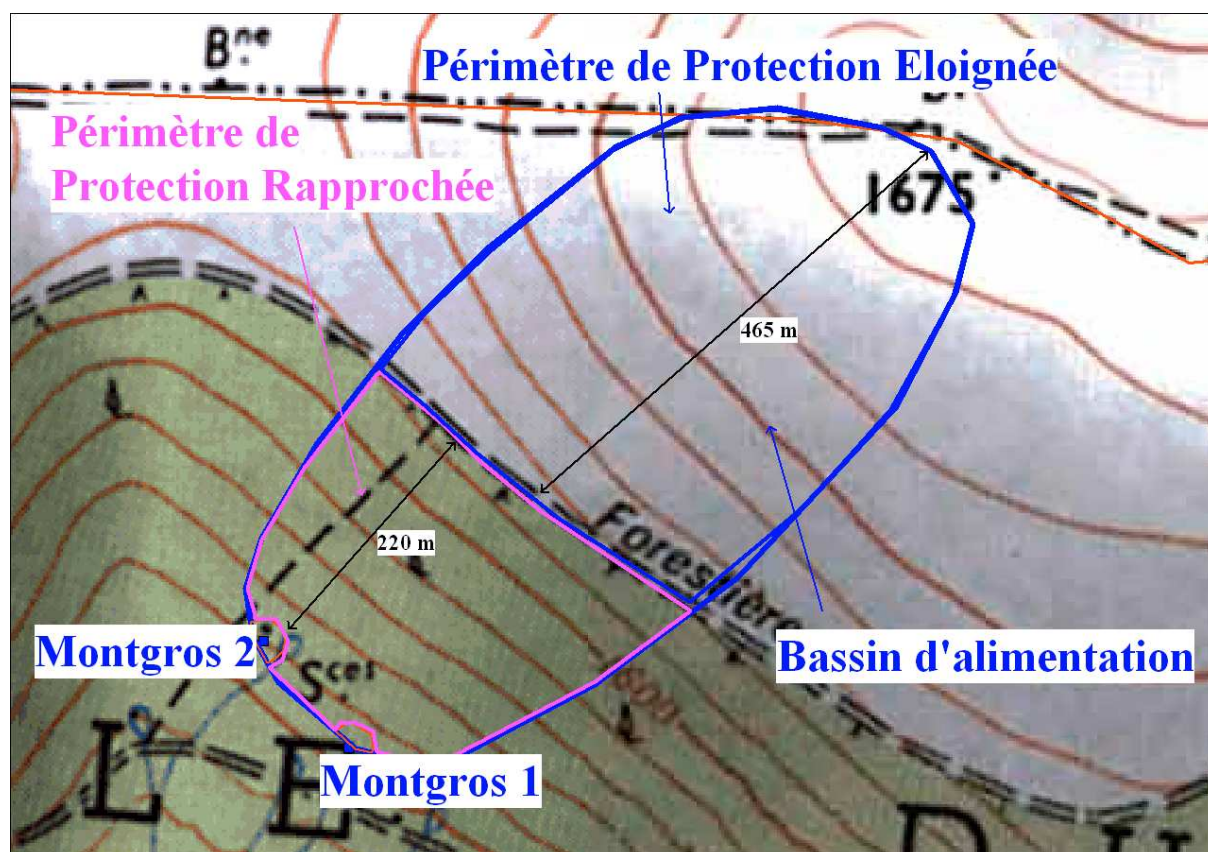 Bne
Périmètre de Protection Eloignée
Périmètre de
Protection Rapprochée
1675
465 m
220 m
Forestière
Montgros 2
Sces
Bassin d'alimentation
Montgros 1
L E
D U